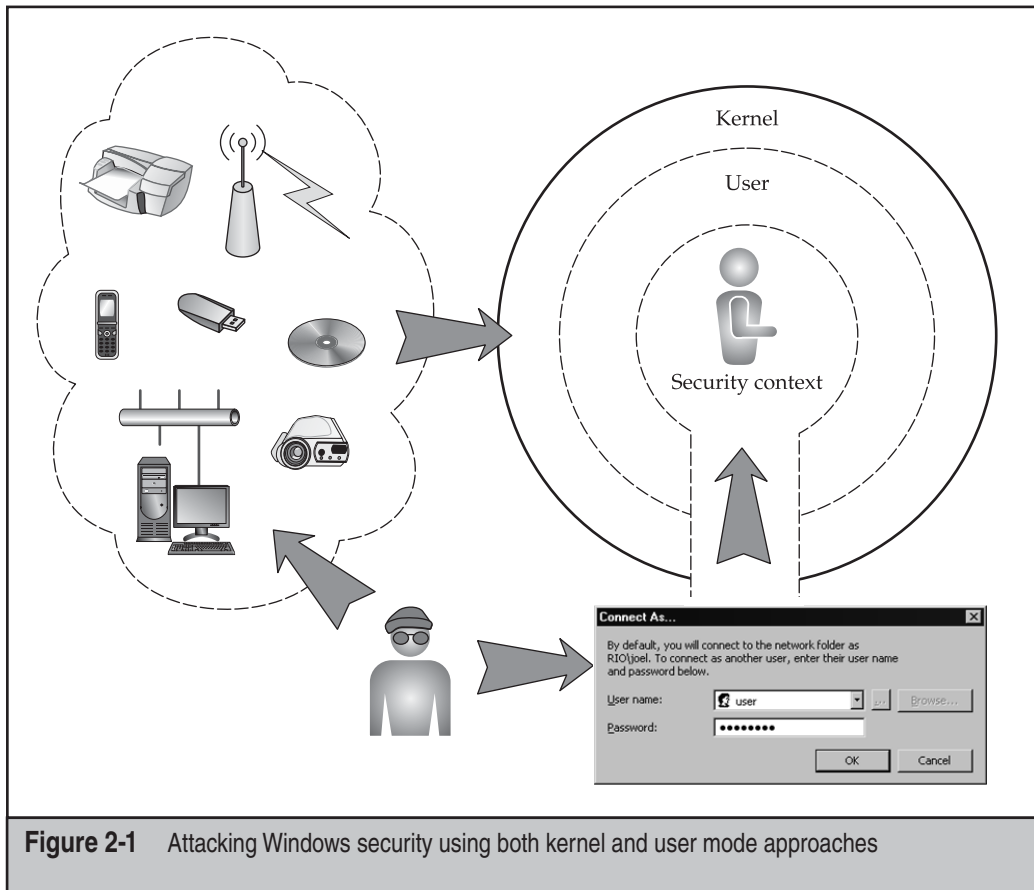 Kernel
User
Security context
Connect As...
By default, you will connect to the network folder as
RIO\joel. To connect as another user, enter their user name
and password below.
User name:
user
...
Browse...
Password:
●●●●●●●●
OK
Cancel
Figure 2-1 Attacking Windows security using both kernel and user mode approaches